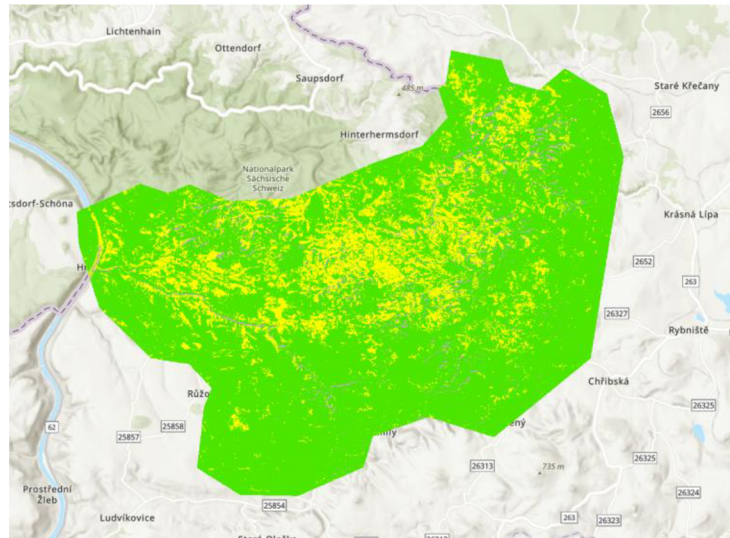 Lichtenhain
Ottendorf
Saupsdorf
485 m
Staré Křečany
2656
Hinterhermsdorf
Nationalpark
Sächsische
Schweiz
tsdorf-Schöna
Krásná Lípa
2652
263
26327
Rybniště
Chřibská
26325
62
25857
25858
26313
735 m
26325
26324
Prostřední
Žleb
25854
Ludvíkovice
263
26323